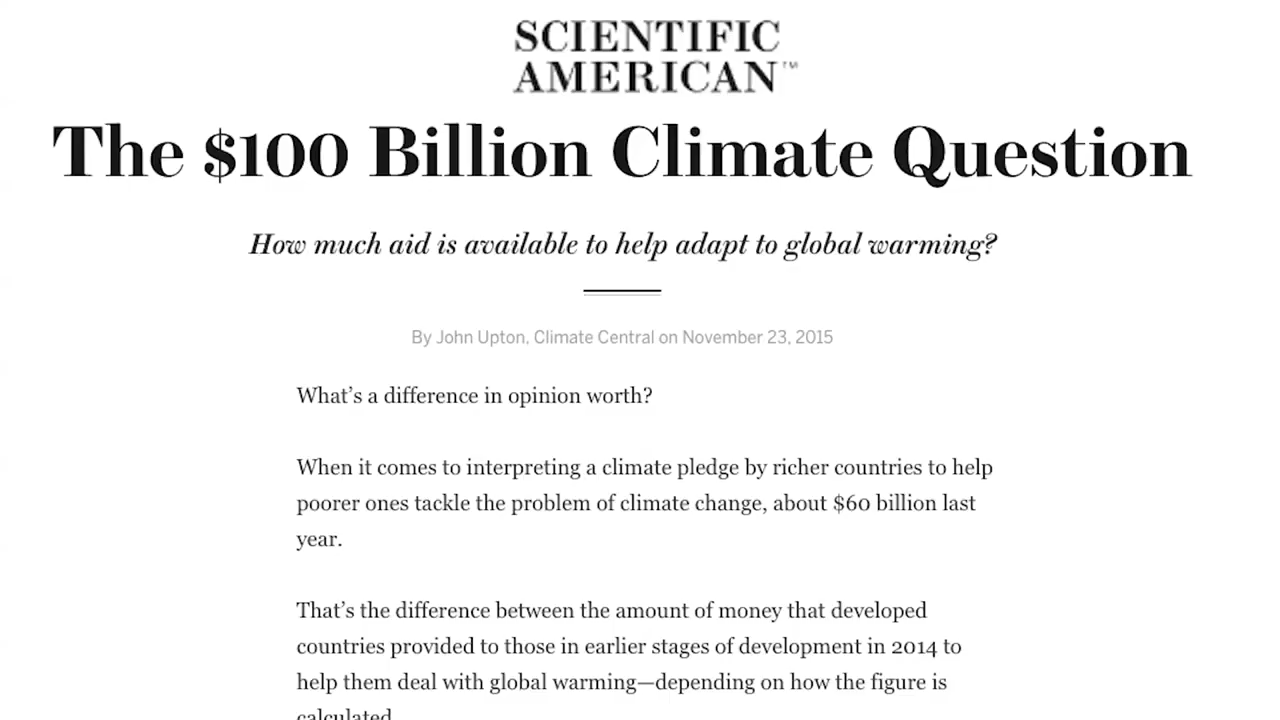 SCIENTIFIC
AMERICAN™
The $100 Billion Climate Question
How much aid is available to help adapt to global warming?
By John Upton, Climate Central on November 23, 2015
What’s a difference in opinion worth?
When it comes to interpreting a climate pledge by richer countries to help
poorer ones tackle the problem of climate change, about $60 billion last
year.
That’s the difference between the amount of money that developed
countries provided to those in earlier stages of development in 2014 to
help them deal with global warming—depending on how the figure is
calculated